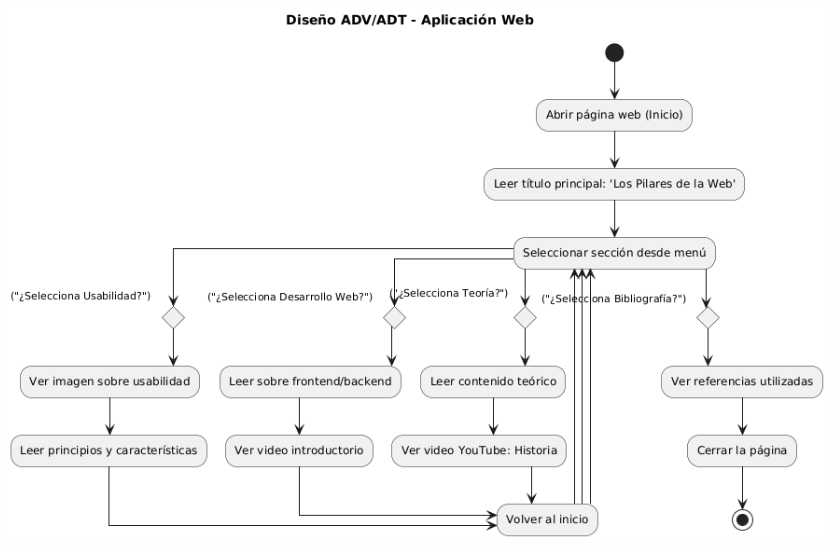 Diseño ADV/ADT - Aplicación Web
Abrir página web (Inicio)
Leer título principal: 'Los Pilares de la Web'
Seleccionar sección desde menú
("¿Selecciona Usabilidad?")
("¿Selecciona Desarrollo Web?")
("¿Selecciona Teoría?")
("¿Selecciona Bibliografía?")
Ver imagen sobre usabilidad
Leer sobre frontend/backend
Leer contenido teórico
Ver referencias utilizadas
Leer principios y características
Ver video introductorio
Ver video YouTube: Historia
Cerrar la página
Volver al inicio